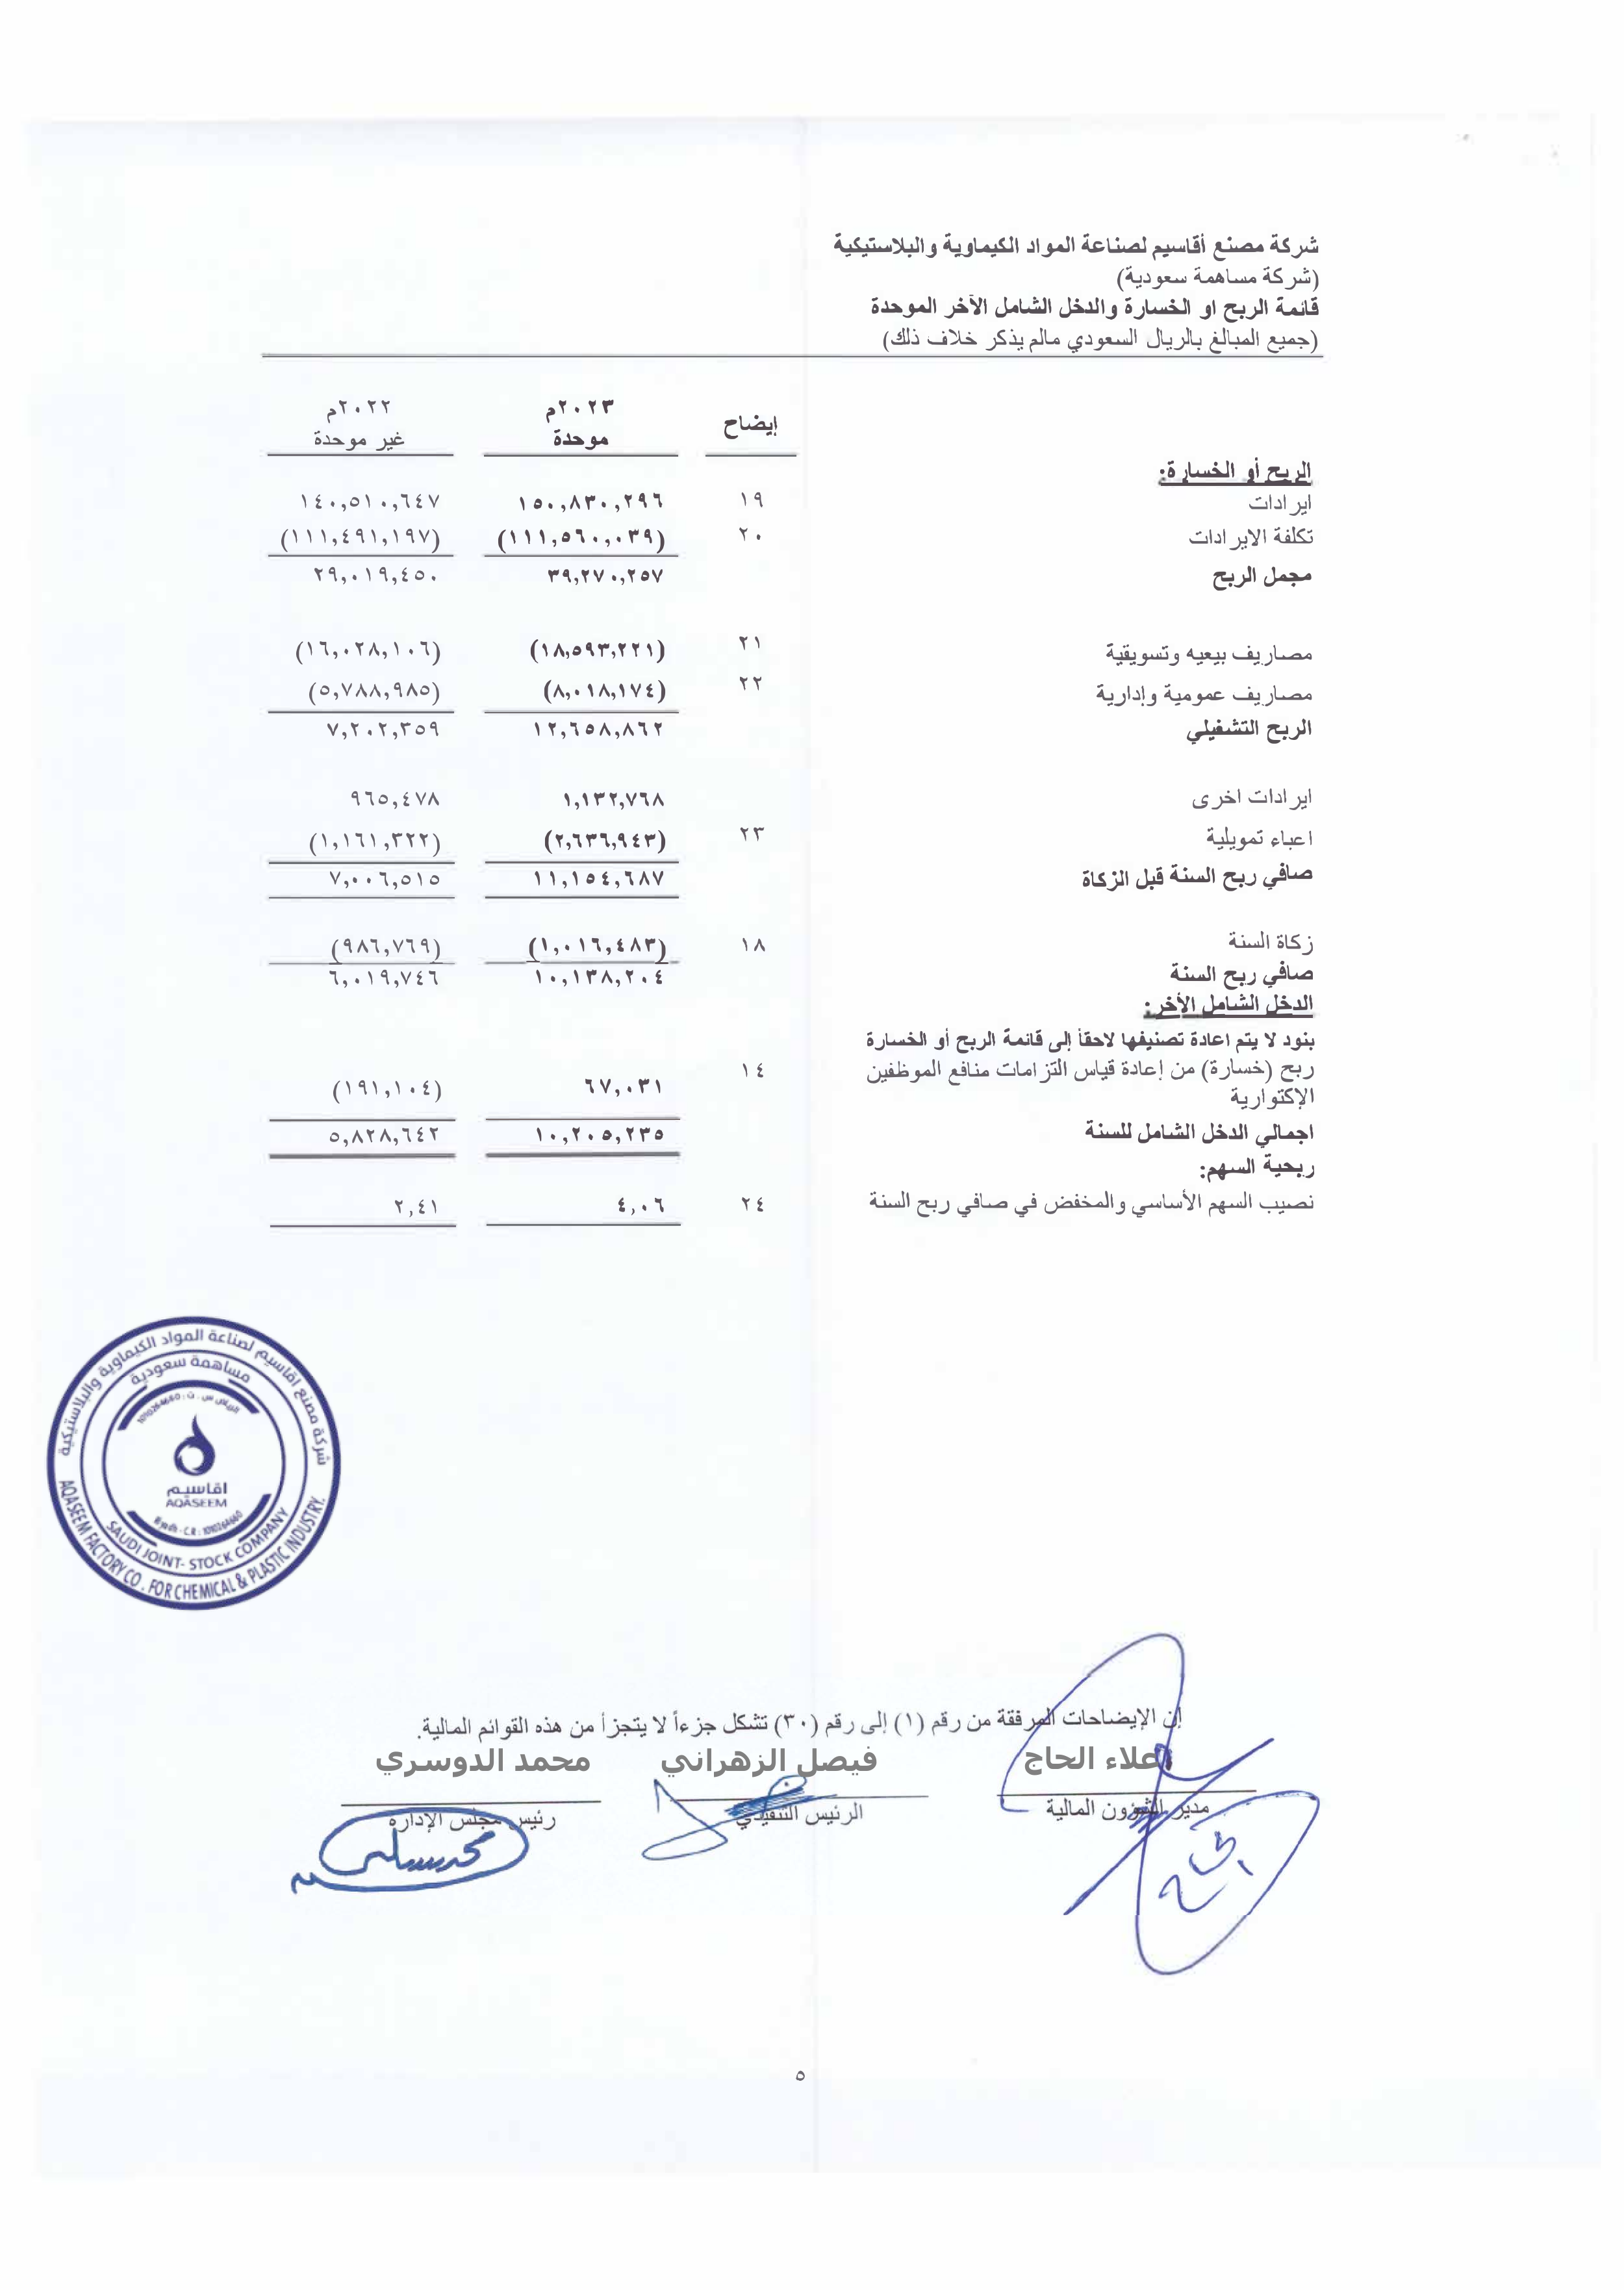 شركة مصنع أقاسيم لصناعة المواد الكيماوية والبلاستيكية
(شركة مساهمة سعودية)
قائمة الربح او الخسارة والدخل الشامل الآخر الموحدة
(جميع المبالغ بالريال السعودي مالم يذكر خلاف ذلك)
إيضاح ٢٠٢٣م ٢٠٢٢م
موحدة غير موحدة
الربح أو الخسارة:
ايرادات ١٩ ١٥٠,٨٣٠,٢٩٦ ١٤٠,٥١٠,٦٤٧
تكلفة الايرادات ٢٠ (١١١,٥٦٠,٠٣٩) (١١١,٤٩١,١٩٧)
مجمل الربح ٣٩,٢٧٠,٢٥٧ ٢٩,٠١٩,٤٥٠
مصاريف بيعيه وتسويقية ٢١ (١٨,٥٩٣,٢٢١) (١٦,٠٢٨,١٠٦)
مصاريف عمومية وإدارية ٢٢ (٨,٠١٨,١٧٤) (٥,٧٨٨,٩٨٥)
الربح التشغيلي ١٢,٦٥٨,٨٦٢ ٧,٢٠٢,٣٥٩
ايرادات اخرى ١,١٣٢,٧٦٨ ٩٦٥,٤٧٨
اعباء تمويلية ٢٣ (٢,٦٣٦,٩٤٣) (١,١٦١,٣٢٢)
صافي ربح السنة قبل الزكاة ١١,١٥٤,٦٨٧ ٧,٠٠٦,٥١٥
زكاة السنة ١٨ (١,٠١٦,٤٨٣) (٩٨٦,٧٦٩)
صافي ربح السنة ١٠,١٣٨,٢٠٤ ٦,٠١٩,٧٤٦
الدخل الشامل الأخر:
بنود لا يتم اعادة تصنيفها لاحقاً إلى قائمة الربح أو الخسارة
ربح (خسارة) من إعادة قياس التزامات منافع الموظفين ١٤
الإكتوارية ٦٧,٠٣١ (١٩١,١٠٤)
اجمالي الدخل الشامل للسنة ١٠,٢٠٥,٢٣٥ ٥,٨٢٨,٦٤٢
ربحية السهم:
نصيب السهم الأساسي والمخفض في صافي ربح السنة ٢٤ ٤,٠٦ ٢,٤١
شركة مصنع اقاسيم لصناعة المواد الكيماوية والبلاستيكية
مساهمة سعودية
الرياض س . ت : 1010264660
اقاسيم
AQASEEM
Riyadh - C.R : 1010264660
SAUDI JOINT- STOCK COMPANY
AQASEEM FACTORY CO . FOR CHEMICAL & PLASTIC INDUSTRY.
إن الإيضاحات المرفقة من رقم (١) إلى رقم (٣٠) تشكل جزءاً لا يتجزأ من هذه القوائم المالية.
علاء الحاج فيصل الزهراني محمد الدوسري
مدير الشؤون المالية الرئيس التنفيذي رئيس مجلس الإداره
٥